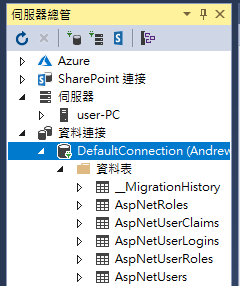 伺服器總管
Azure
SharePoint 連接
伺服器
user-PC
資料連接
DefaultConnection (Andrew
資料表
__MigrationHistory
AspNetRoles
AspNetUserClaims
AspNetUserLogins
AspNetUserRoles
AspNetUsers